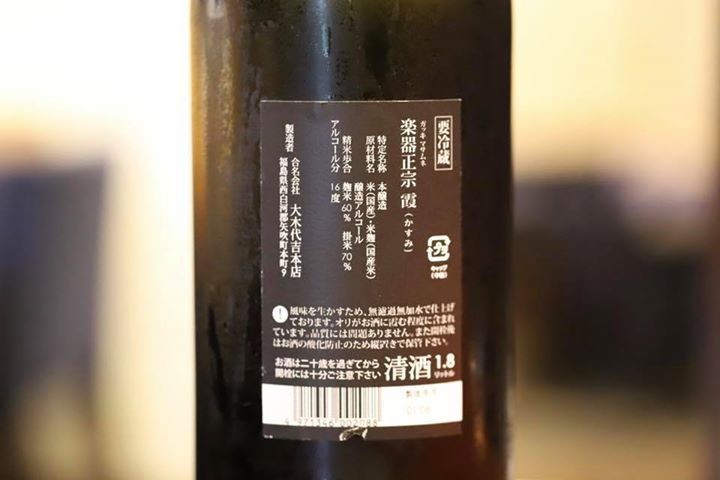 要冷蔵
ガッキ マサムネ
楽器正宗 霞(かすみ)
特定名称 本醸造
原材料名 米(国産)・米麹(国産米)
醸造アルコール
精米歩合 麹米60% 掛米70%
アルコール分 16度
製造者 合名会社 大木代吉本店
福島県西白河郡矢吹町本町9
キャップ
(中栓)
風味を生かすため、無濾過無加水で仕上げ
ております。オリがお酒に霞む程度に含まれ
ています。品質には問題ありません。また開栓後
はお酒の酸化防止のため縦置きで保管下さい。
お酒は二十歳を過ぎてから
開栓には十分ご注意下さい
清酒1.8
リットル
4 971346 002088